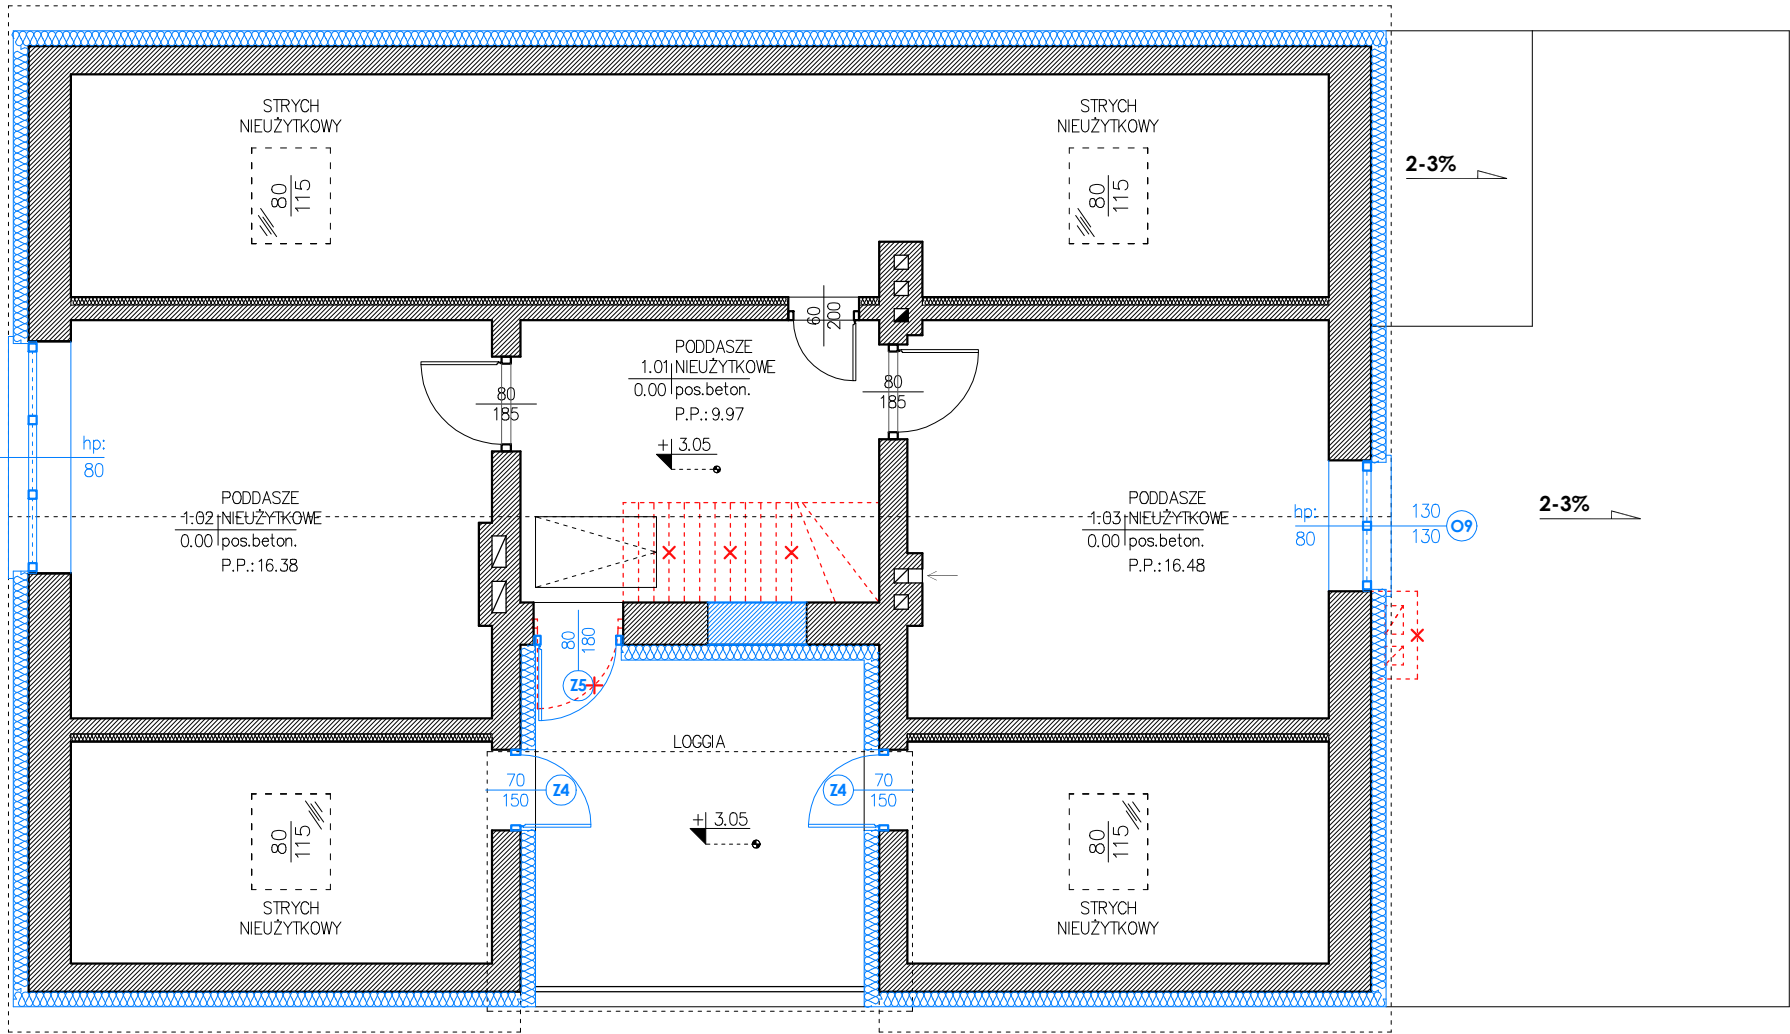 STRYCH
NIEUŻYTKOWY
80
115
STRYCH
NIEUŻYTKOWY
80
115
2-3%
60
200
PODDASZE
1.01 NIEUŻYTKOWE
0.00 pos.beton.
P.P.: 9.97
80
185
80
185
+ 3.05
hp:
80
PODDASZE
1.02 NIEUŻYTKOWE
0.00 pos.beton.
P.P.: 16.38
PODDASZE
1.03 NIEUŻYTKOWE
0.00 pos.beton.
P.P.: 16.48
hp:
80
130
130
O9
2-3%
80
180
Z5
LOGGIA
70
150
Z4
Z4
70
150
+ 3.05
80
115
STRYCH
NIEUŻYTKOWY
80
115
STRYCH
NIEUŻYTKOWY